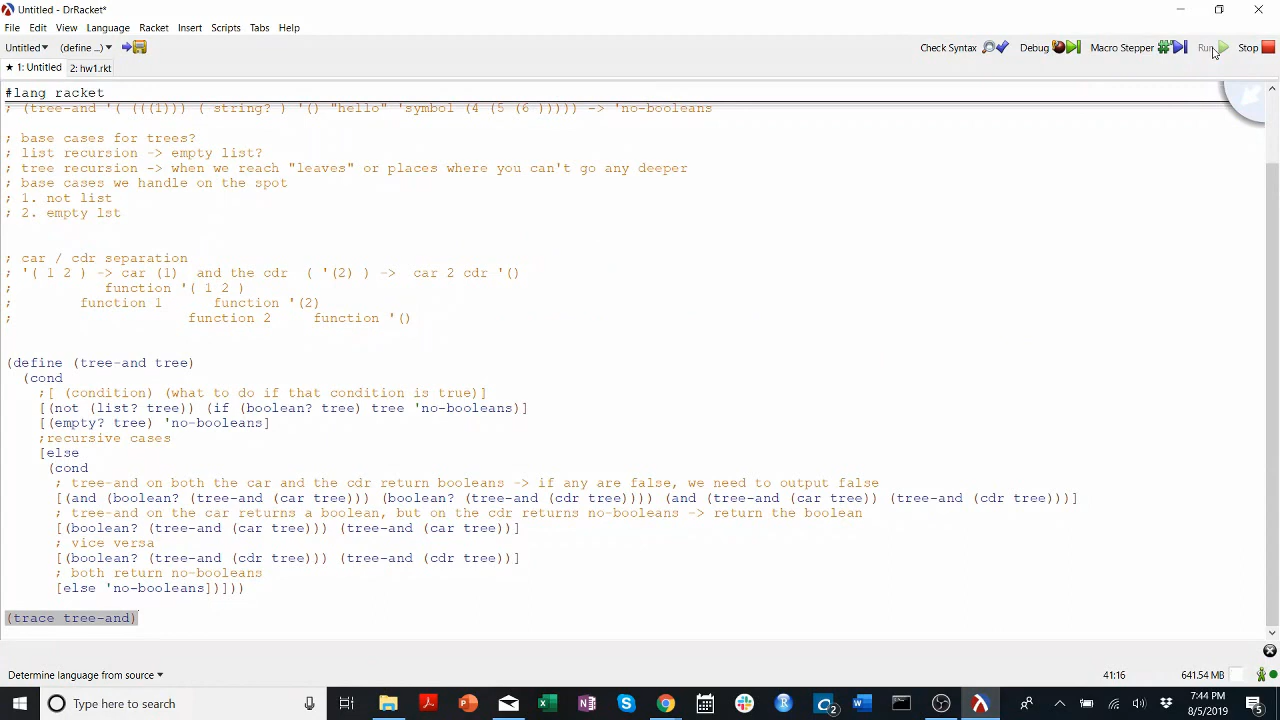 Untitled - DrRacket*
File Edit View Language Racket Insert Scripts Tabs Help
Untitled▾ (define ...)▾ Check Syntax Debug Macro Stepper Run Stop
★ 1: Untitled 2: hw1.rkt
#lang racket
; (tree-and '( (((1))) ( string? ) '() "hello" 'symbol (4 (5 (6 ))))) -> 'no-booleans
; base cases for trees?
; list recursion -> empty list?
; tree recursion -> when we reach "leaves" or places where you can't go any deeper
; base cases we handle on the spot
; 1. not list
; 2. empty lst
; car / cdr separation
; '( 1 2 ) -> car (1)  and the cdr  ( '(2) ) ->  car 2 cdr '()
;           function '( 1 2 )
;        function 1      function '(2)
;                     function 2     function '()
(define (tree-and tree)
  (cond
    ;[ (condition) (what to do if that condition is true)]
    [(not (list? tree)) (if (boolean? tree) tree 'no-booleans)]
    [(empty? tree) 'no-booleans]
    ;recursive cases
    [else
     (cond
      ; tree-and on both the car and the cdr return booleans -> if any are false, we need to output false
      [(and (boolean? (tree-and (car tree))) (boolean? (tree-and (cdr tree)))) (and (tree-and (car tree)) (tree-and (cdr tree)))]
      ; tree-and on the car returns a boolean, but on the cdr returns no-booleans -> return the boolean
      [(boolean? (tree-and (car tree))) (tree-and (car tree))]
      ; vice versa
      [(boolean? (tree-and (cdr tree))) (tree-and (cdr tree))]
      ; both return no-booleans
      [else 'no-booleans])]))
(trace tree-and)
Determine language from source▾ 41:16 641.54 MB
Type here to search 2 7:44 PM
8/5/2019